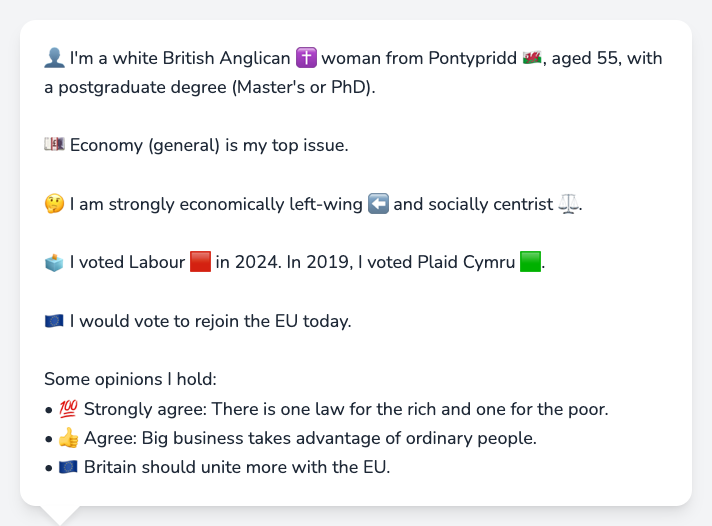 👤 I'm a white British Anglican ✝️ woman from Pontypridd 🏴󠁧󠁢󠁷󠁬󠁳󠁿, aged 55, with
a postgraduate degree (Master's or PhD).
💷 Economy (general) is my top issue.
🤔 I am strongly economically left-wing ⬅️ and socially centrist ⚖️.
🗳️ I voted Labour 🟥 in 2024. In 2019, I voted Plaid Cymru 🟩.
🇪🇺 I would vote to rejoin the EU today.
Some opinions I hold:
• 💯 Strongly agree: There is one law for the rich and one for the poor.
• 👍 Agree: Big business takes advantage of ordinary people.
• 🇪🇺 Britain should unite more with the EU.